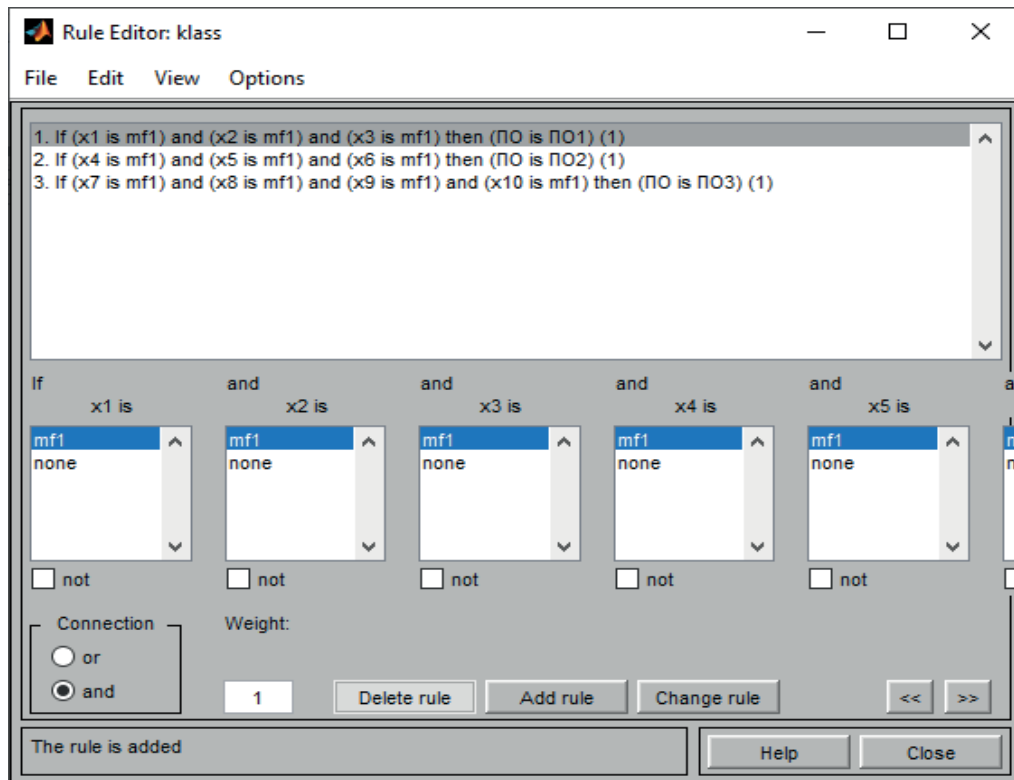 Rule Editor: klass
File Edit View Options
1. If (x1 is mf1) and (x2 is mf1) and (x3 is mf1) then (ПО is ПО1) (1)
2. If (x4 is mf1) and (x5 is mf1) and (x6 is mf1) then (ПО is ПО2) (1)
3. If (x7 is mf1) and (x8 is mf1) and (x9 is mf1) and (x10 is mf1) then (ПО is ПО3) (1)
If and and and and
x1 is x2 is x3 is x4 is x5 is
mf1 mf1 mf1 mf1 mf1
none none none none none
not not not not not
Connection Weight:
or
and 1 Delete rule Add rule Change rule << >>
The rule is added Help Close